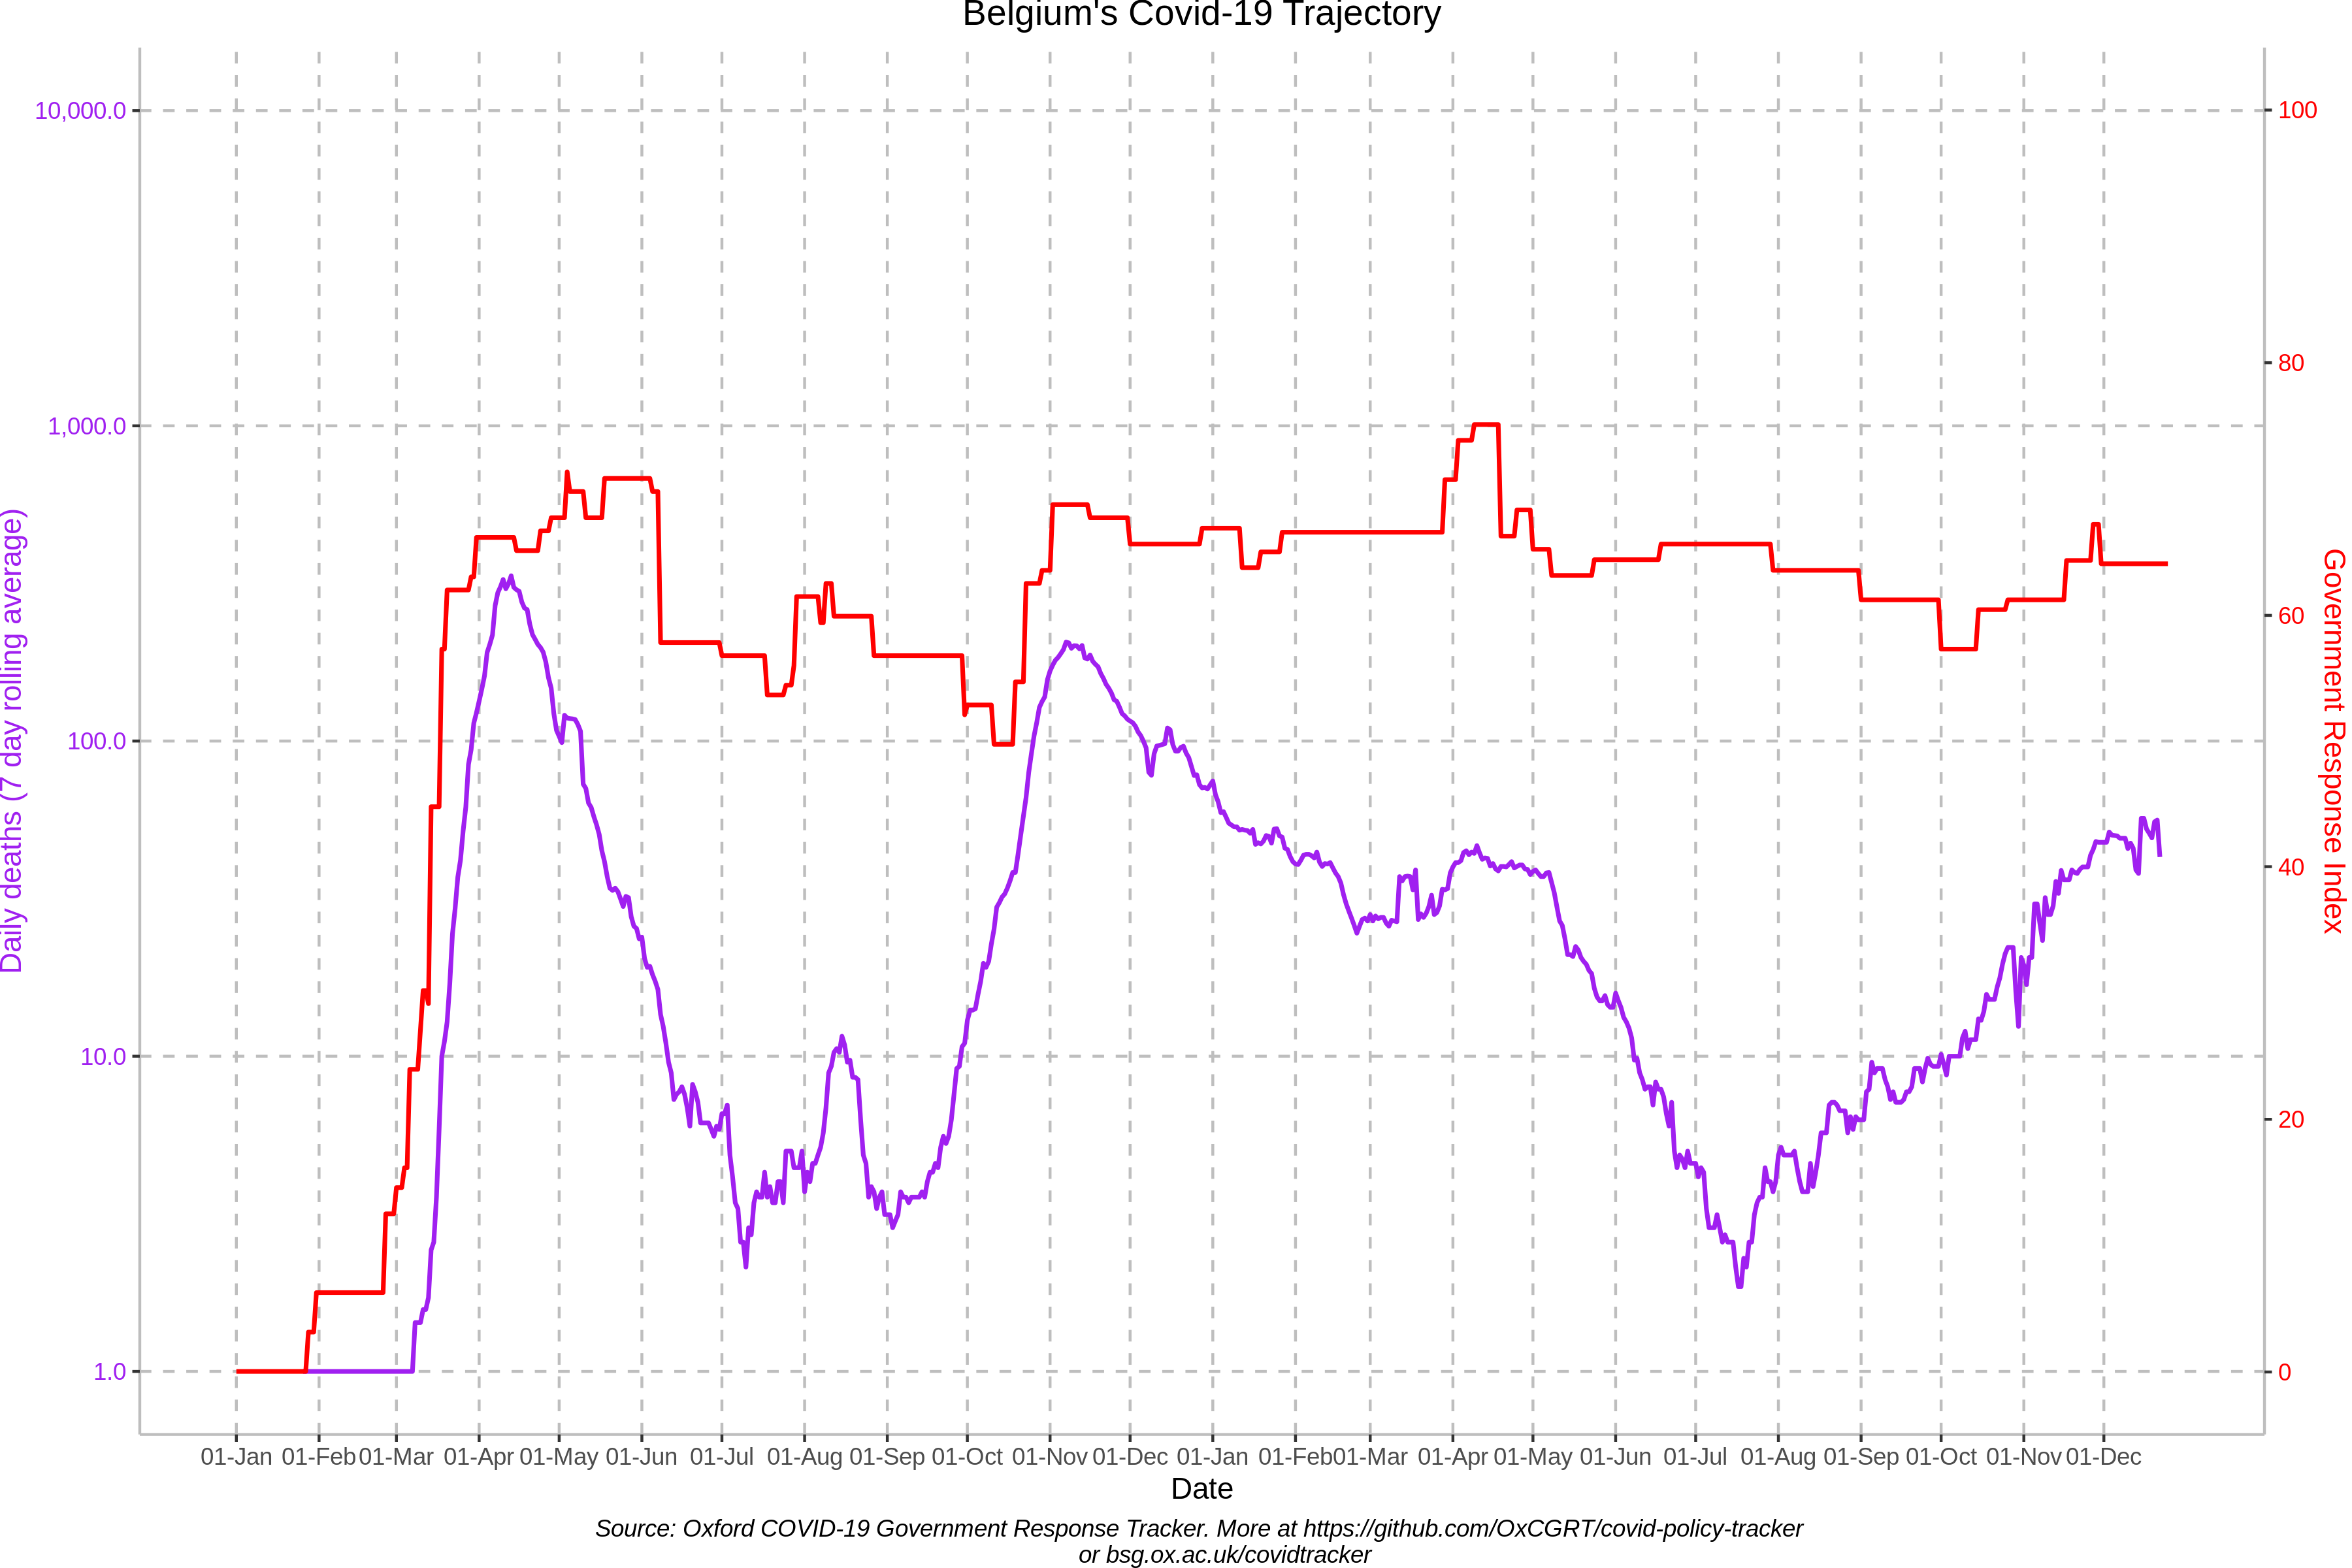 Belgium's Covid-19 Trajectory
10,000.0
1,000.0
100.0
10.0
1.0
Daily deaths (7 day rolling average)
100
80
60
40
20
0
Government Response Index
01-Jan 01-Feb 01-Mar 01-Apr 01-May 01-Jun 01-Jul 01-Aug 01-Sep 01-Oct 01-Nov 01-Dec 01-Jan 01-Feb 01-Mar 01-Apr 01-May 01-Jun 01-Jul 01-Aug 01-Sep 01-Oct 01-Nov 01-Dec
Date
Source: Oxford COVID-19 Government Response Tracker. More at https://github.com/OxCGRT/covid-policy-tracker
or bsg.ox.ac.uk/covidtracker